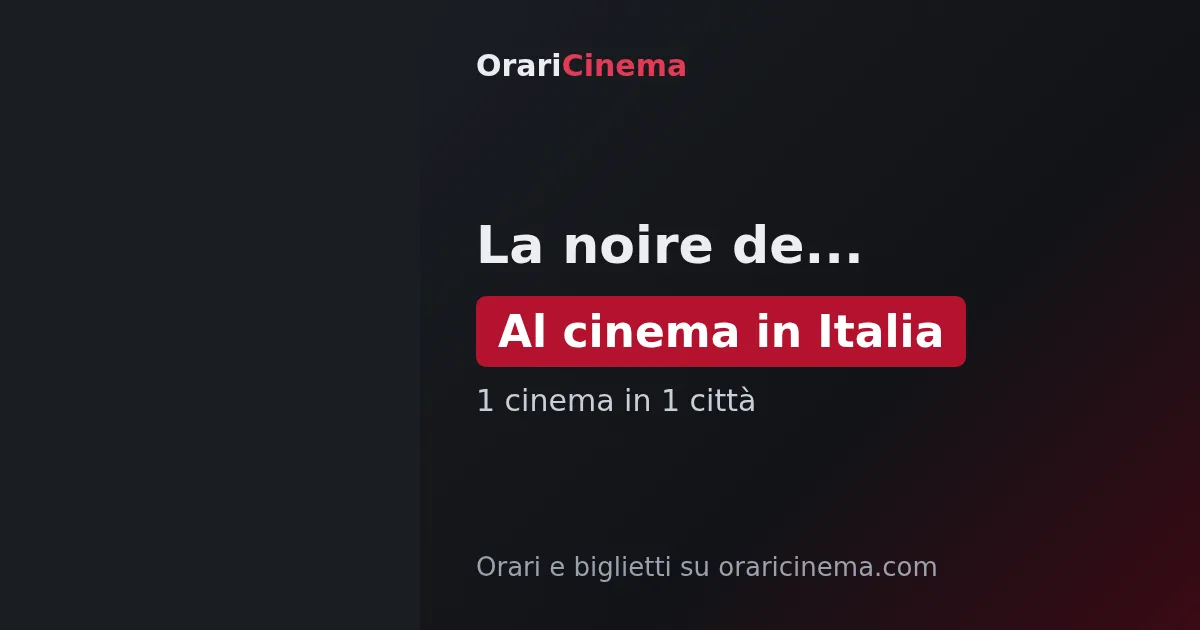 OrariCinema
La noire de...
Al cinema in Italia
1 cinema in 1 città
Orari e biglietti su oraricinema.com